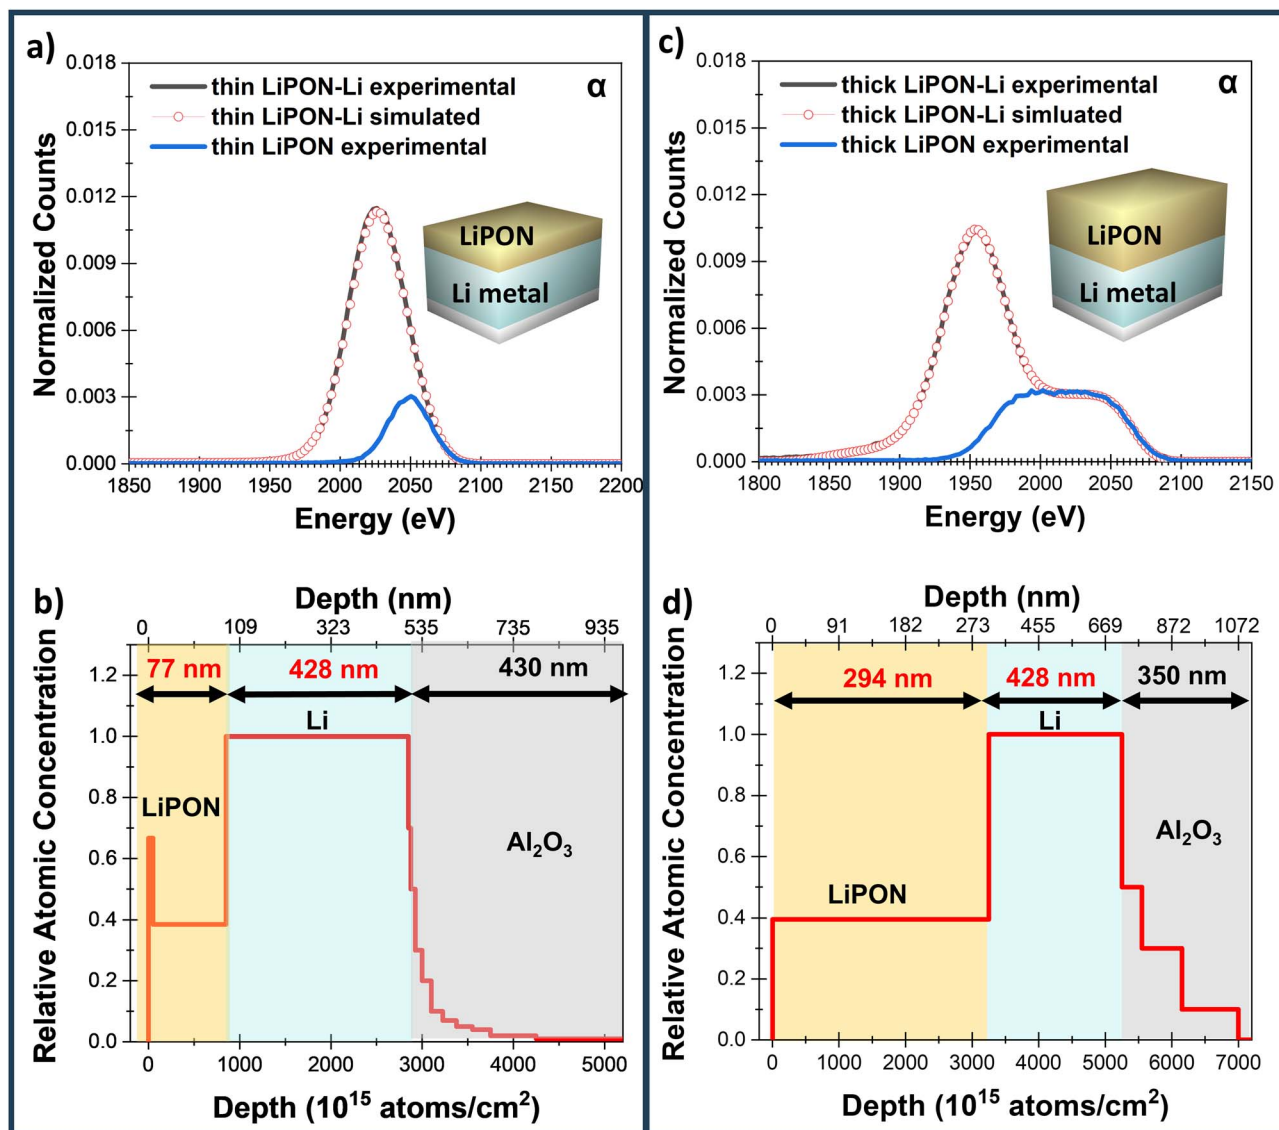 a)
0.018
0.015
0.012
0.009
0.006
0.003
0.000
Normalized Counts
thin LiPON-Li experimental
thin LiPON-Li simulated
thin LiPON experimental
α
LiPON
Li metal
1850 1900 1950 2000 2050 2100 2150 2200
Energy (eV)
c)
0.018
0.015
0.012
0.009
0.006
0.003
0.000
Normalized Counts
thick LiPON-Li experimental
thick LiPON-Li simluated
thick LiPON experimental
α
LiPON
Li metal
1800 1900 1950 2000 2050 2100 2150
Energy (eV)
b)
Depth (nm)
0 109 323 535 735 935
Relative Atomic Concentration
1.2
1.0
0.8
0.6
0.4
0.2
0.0
77 nm 428 nm 430 nm
Li
LiPON
Al₂O₃
0 1000 2000 3000 4000 5000
Depth (10¹⁵ atoms/cm²)
d)
Depth (nm)
0 91 182 273 364 455 669 872 1072
Relative Atomic Concentration
1.2
1.0
0.8
0.6
0.4
0.2
0.0
294 nm 428 nm 350 nm
Li
LiPON
Al₂O₃
0 1000 2000 3000 4000 5000 6000 7000
Depth (10¹⁵ atoms/cm²)